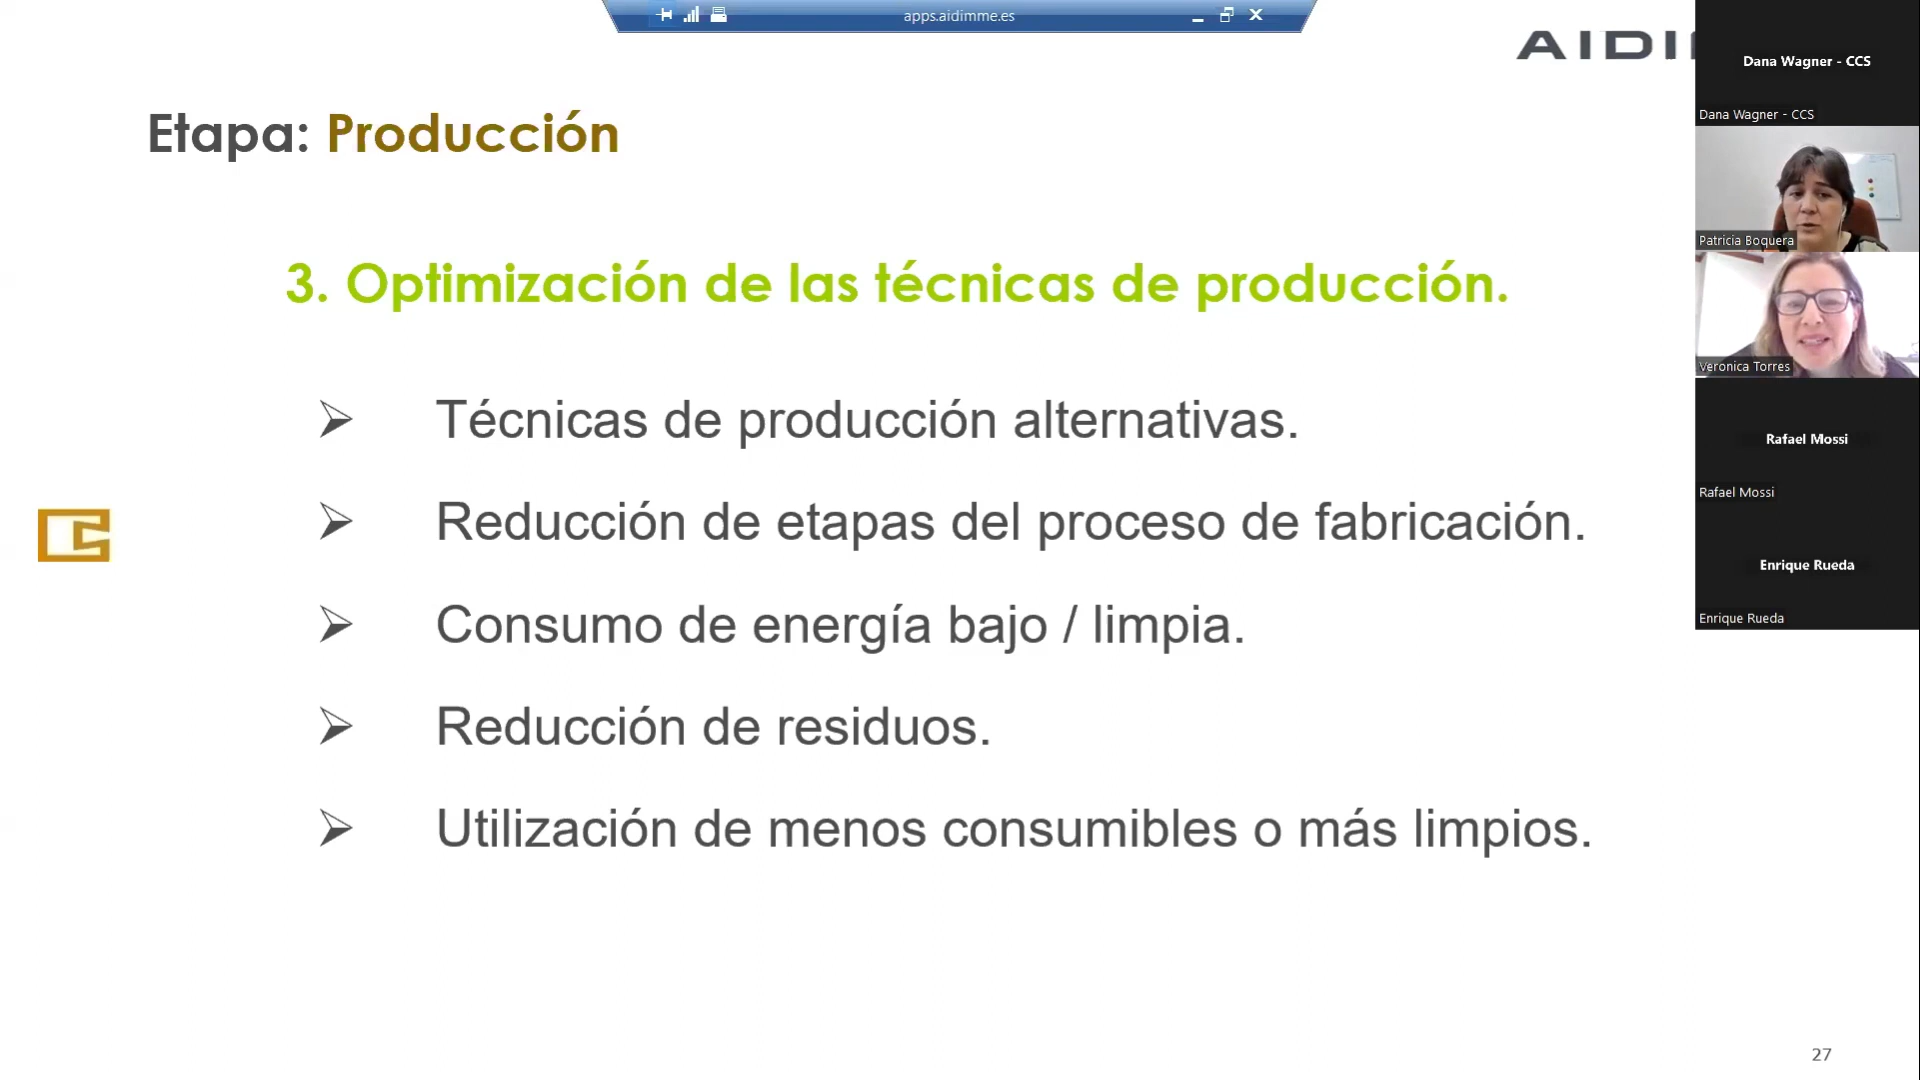 apps.aidimme.es
Etapa: Producción
3. Optimización de las técnicas de producción.
Técnicas de producción alternativas.
Reducción de etapas del proceso de fabricación.
Consumo de energía bajo / limpia.
Reducción de residuos.
Utilización de menos consumibles o más limpios.
27
Dana Wagner - CCS
Dana Wagner - CCS
Patricia Boquera
Veronica Torres
Rafael Mossi
Rafael Mossi
Enrique Rueda
Enrique Rueda